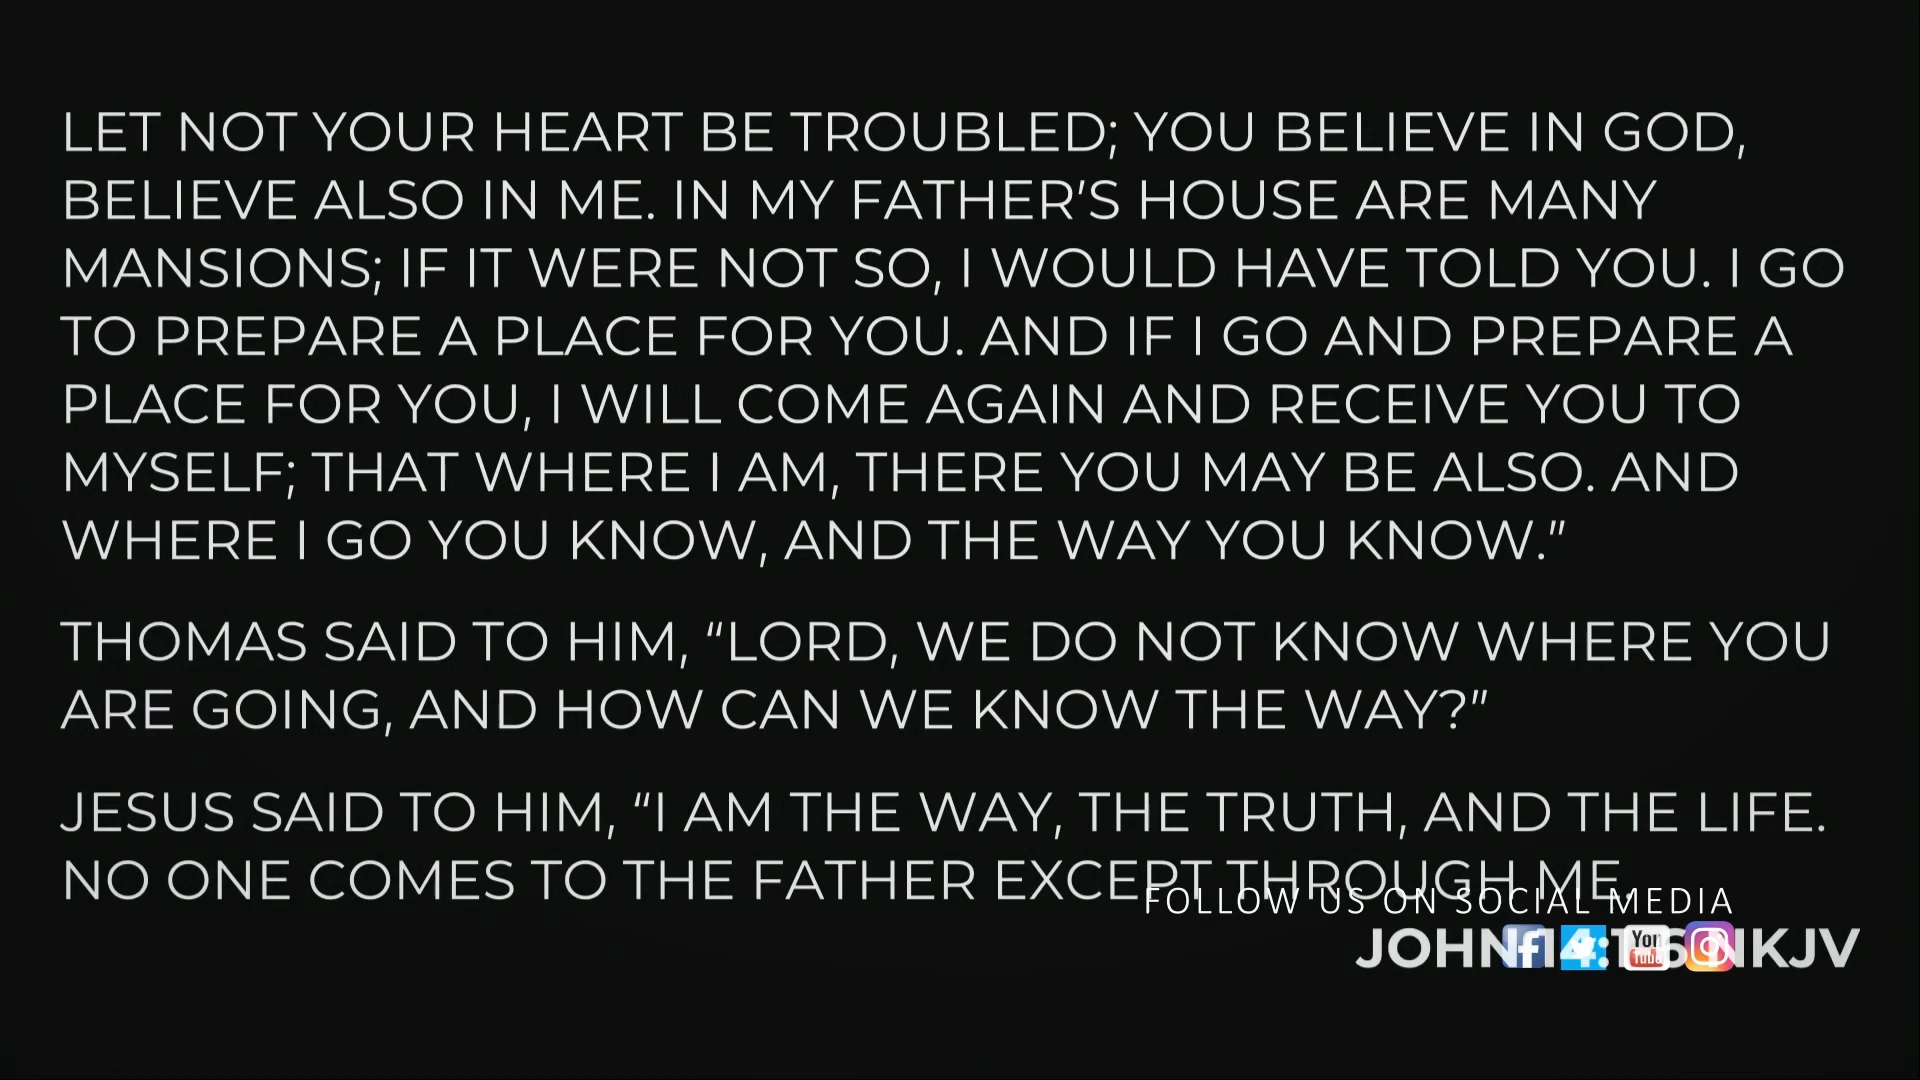 LET NOT YOUR HEART BE TROUBLED; YOU BELIEVE IN GOD,
BELIEVE ALSO IN ME. IN MY FATHER'S HOUSE ARE MANY
MANSIONS; IF IT WERE NOT SO, I WOULD HAVE TOLD YOU. I GO
TO PREPARE A PLACE FOR YOU. AND IF I GO AND PREPARE A
PLACE FOR YOU, I WILL COME AGAIN AND RECEIVE YOU TO
MYSELF; THAT WHERE I AM, THERE YOU MAY BE ALSO. AND
WHERE I GO YOU KNOW, AND THE WAY YOU KNOW.”
THOMAS SAID TO HIM, “LORD, WE DO NOT KNOW WHERE YOU
ARE GOING, AND HOW CAN WE KNOW THE WAY?”
JESUS SAID TO HIM, “I AM THE WAY, THE TRUTH, AND THE LIFE.
NO ONE COMES TO THE FATHER EXCEPT THROUGH ME.
FOLLOW US ON SOCIAL MEDIA
JOHN NKJV
You Tube